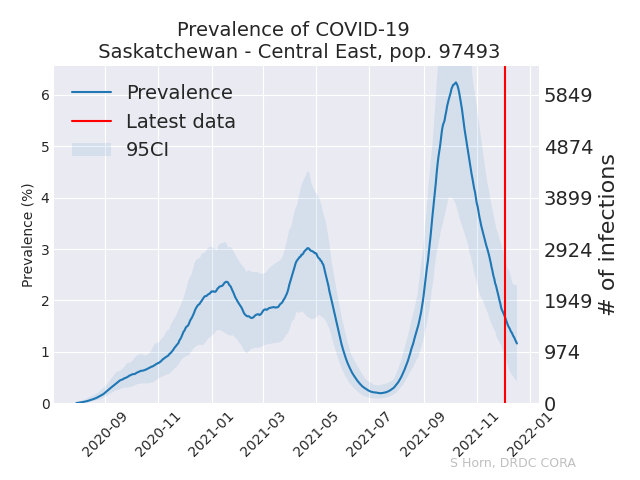 Prevalence of COVID-19
Saskatchewan - Central East, pop. 97493
Prevalence
Latest data
95CI
Prevalence (%)
6
5
4
3
2
1
0
5849
4874
3899
2924
1949
974
0
# of infections
2020-09
2020-11
2021-01
2021-03
2021-05
2021-07
2021-09
2021-11
2022-01
S Horn, DRDC CORA